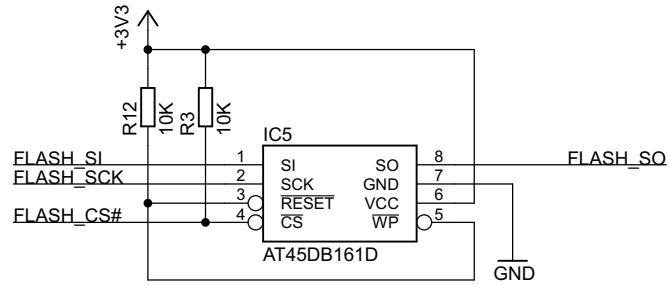 +3V3
R12
10K
R3
10K
IC5
FLASH_SI
1
SI
SO
8
FLASH_SO
FLASH_SCK
2
SCK
GND
7
3
RESET
VCC
6
FLASH_CS#
4
CS
WP
5
AT45DB161D
GND